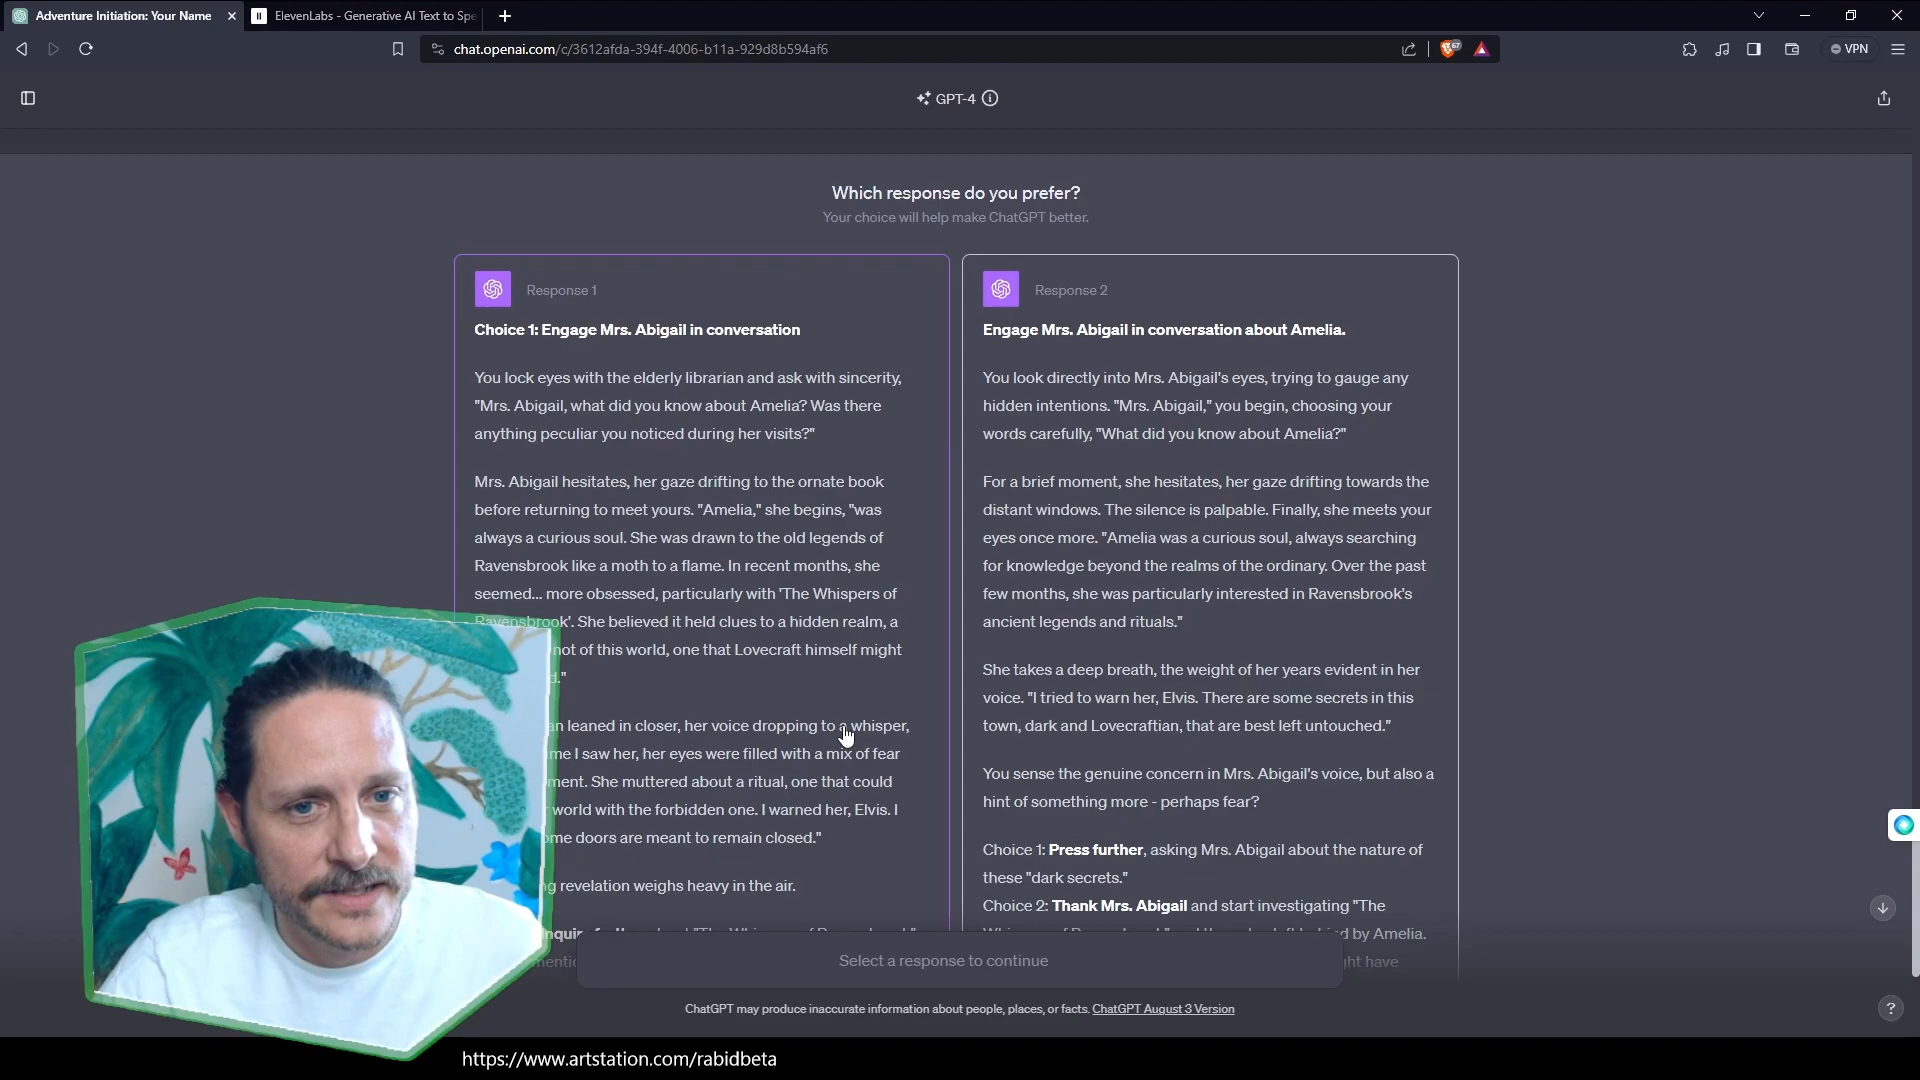 Adventure Initiation: Your Name
ElevenLabs - Generative AI Text to Spe
chat.openai.com/c/3612afda-394f-4006-b11a-929d8b594af6
67
VPN
GPT-4
Which response do you prefer?
Your choice will help make ChatGPT better.
Response 1
Choice 1: Engage Mrs. Abigail in conversation
You lock eyes with the elderly librarian and ask with sincerity,
"Mrs. Abigail, what did you know about Amelia? Was there
anything peculiar you noticed during her visits?"
Mrs. Abigail hesitates, her gaze drifting to the ornate book
before returning to meet yours. "Amelia," she begins, "was
always a curious soul. She was drawn to the old legends of
Ravensbrook like a moth to a flame. In recent months, she
seemed... more obsessed, particularly with 'The Whispers of
Ravensbrook'. She believed it held clues to a hidden realm, a
not of this world, one that Lovecraft himself might
d."
an leaned in closer, her voice dropping to a whisper,
me I saw her, her eyes were filled with a mix of fear
ment. She muttered about a ritual, one that could
world with the forbidden one. I warned her, Elvis. I
ome doors are meant to remain closed."
g revelation weighs heavy in the air.
Response 2
Engage Mrs. Abigail in conversation about Amelia.
You look directly into Mrs. Abigail's eyes, trying to gauge any
hidden intentions. "Mrs. Abigail," you begin, choosing your
words carefully, "What did you know about Amelia?"
For a brief moment, she hesitates, her gaze drifting towards the
distant windows. The silence is palpable. Finally, she meets your
eyes once more. "Amelia was a curious soul, always searching
for knowledge beyond the realms of the ordinary. Over the past
few months, she was particularly interested in Ravensbrook's
ancient legends and rituals."
She takes a deep breath, the weight of her years evident in her
voice. "I tried to warn her, Elvis. There are some secrets in this
town, dark and Lovecraftian, that are best left untouched."
You sense the genuine concern in Mrs. Abigail's voice, but also a
hint of something more - perhaps fear?
Choice 1: Press further, asking Mrs. Abigail about the nature of
these "dark secrets."
Choice 2: Thank Mrs. Abigail and start investigating "The
by Amelia.
ht have
Select a response to continue
ChatGPT may produce inaccurate information about people, places, or facts. ChatGPT August 3 Version
?
https://www.artstation.com/rabidbeta